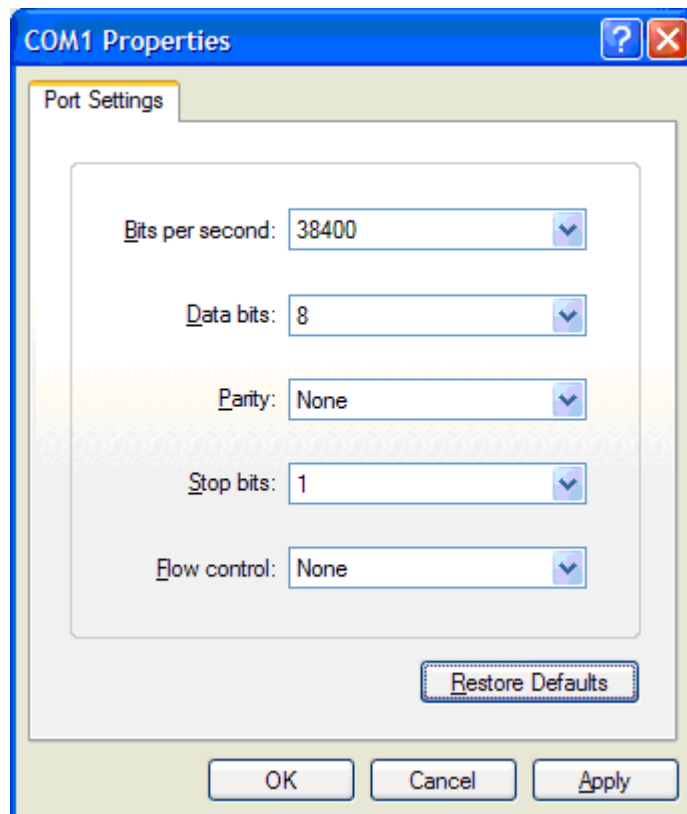 COM1 Properties
Port Settings
Bits per second: 38400
Data bits: 8
Parity: None
Stop bits: 1
Flow control: None
Restore Defaults
OK Cancel Apply